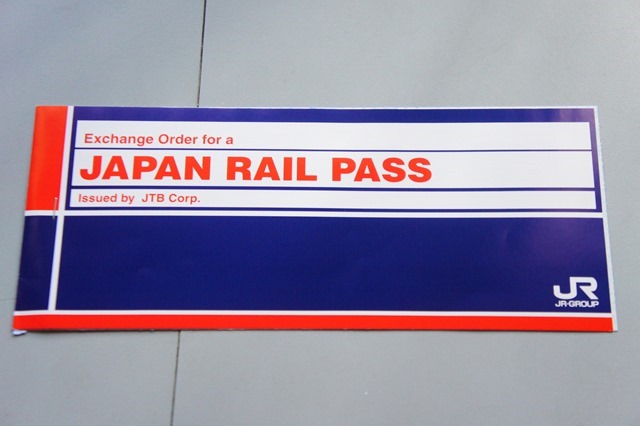 Exchange Order for a
JAPAN RAIL PASS
Issued by JTB Corp.
JR
JR-GROUP